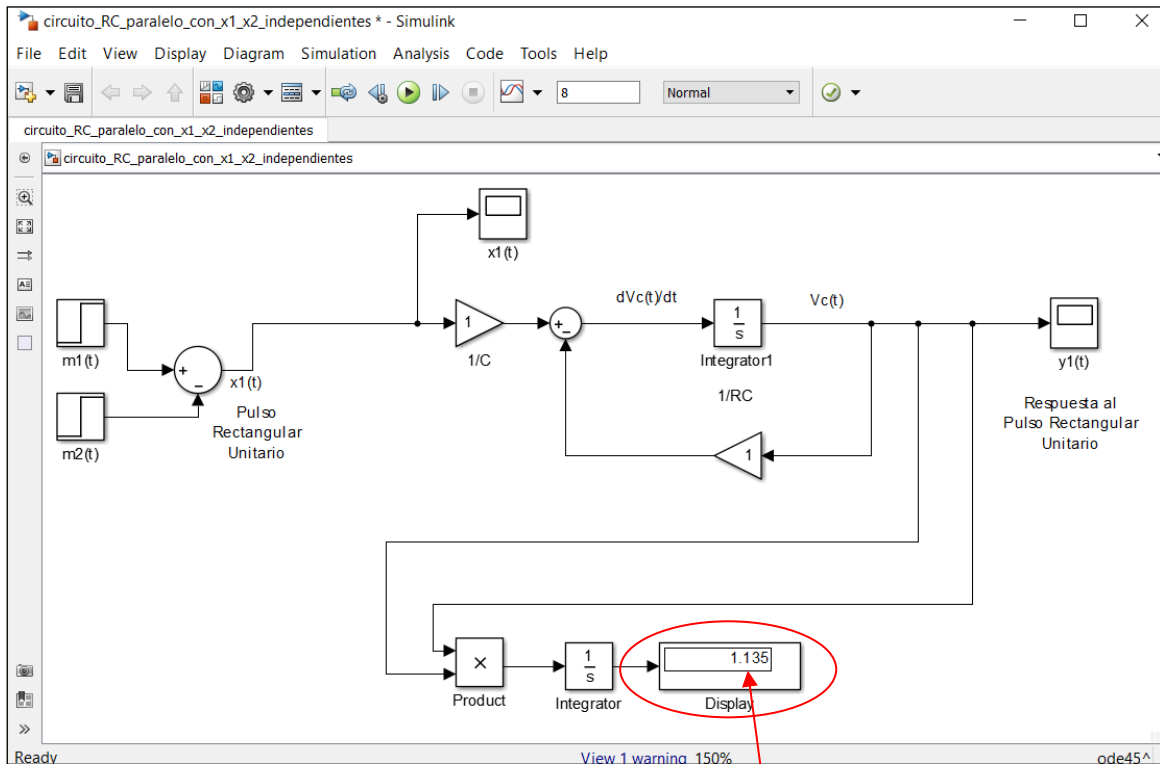 circuito_RC_paralelo_con_x1_x2_independientes * - Simulink
File Edit View Display Diagram Simulation Analysis Code Tools Help
8 Normal
circuito_RC_paralelo_con_x1_x2_independientes
circuito_RC_paralelo_con_x1_x2_independientes
x1(t)
m1(t)
m2(t)
+
−
x1(t)
Pulso
Rectangular
Unitario
1
1/C
+
−
dVc(t)/dt
1
s
Integrator1
Vc(t)
1/RC
1
y1(t)
Respuesta al
Pulso Rectangular
Unitario
×
Product
1
s
Integrator
1.135
Display
Ready View 1 warning 150% ode45^